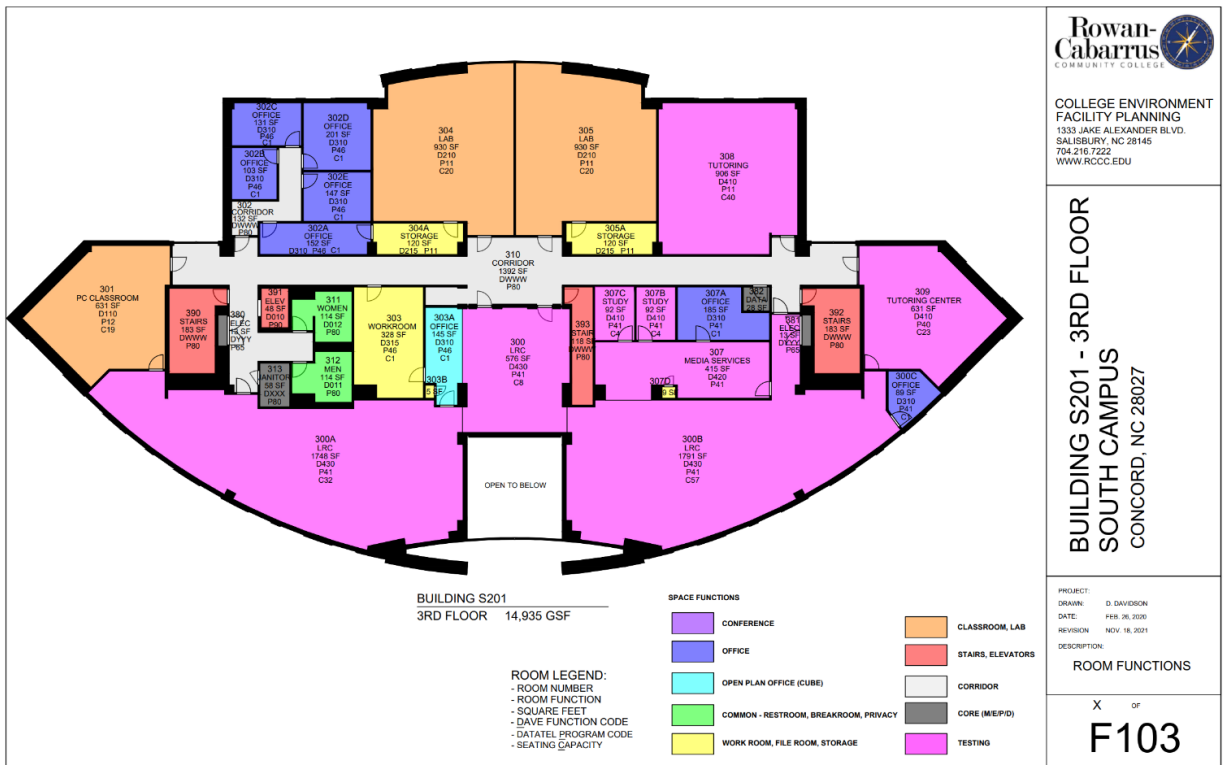 302C
OFFICE
131 SF
D310
P46
C1
302D
OFFICE
201 SF
D310
P46
C1
302B
OFFICE
103 SF
D310
P46
C1
302E
OFFICE
147 SF
D310
P46
C1
302
CORRIDOR
132 SF
DWWW
P80
302A
OFFICE
152 SF
D310 P46 C1
304
LAB
930 SF
D210
P11
C20
305
LAB
930 SF
D210
P11
C20
308
TUTORING
906 SF
D410
P11
C40
304A
STORAGE
120 SF
D215 P11
305A
STORAGE
120 SF
D215 P11
310
CORRIDOR
1392 SF
DWWW
P80
301
PC CLASSROOM
631 SF
D110
P12
C19
390
STAIRS
183 SF
DWWW
P80
380
ELEC
DYYY
P65
391
ELEV
48 SF
D010
P90
311
WOMEN
114 SF
D012
P80
312
MEN
114 SF
D011
P80
313
JANITOR
58 SF
DXXX
P80
303
WORKROOM
328 SF
D315
P46
C1
303A
OFFICE
145 SF
D310
P46
C1
303B
5 SF
300
LRC
576 SF
D430
P41
C8
393
STAIR
118 SF
DWWW
P80
307C
STUDY
92 SF
D410
P41
C4
307B
STUDY
92 SF
D410
P41
C4
307A
OFFICE
185 SF
D310
P41
C1
382
DATA
28 SF
307
MEDIA SERVICES
415 SF
D420
P41
307D
9 SF
381
ELEC
P65
392
STAIRS
183 SF
DWWW
P80
309
TUTORING CENTER
631 SF
D410
P40
C23
300C
OFFICE
89 SF
D310
P41
C1
300A
LRC
1748 SF
D430
P41
C32
300B
LRC
1791 SF
D430
P41
C57
OPEN TO BELOW
BUILDING S201
3RD FLOOR 14,935 GSF
ROOM LEGEND:
- ROOM NUMBER
- ROOM FUNCTION
- SQUARE FEET
- DAVE FUNCTION CODE
- DATATEL PROGRAM CODE
- SEATING CAPACITY
SPACE FUNCTIONS
CONFERENCE
OFFICE
OPEN PLAN OFFICE (CUBE)
COMMON - RESTROOM, BREAKROOM, PRIVACY
WORK ROOM, FILE ROOM, STORAGE
CLASSROOM, LAB
STAIRS, ELEVATORS
CORRIDOR
CORE (M/E/P/D)
TESTING
Rowan-
Cabarrus
COMMUNITY COLLEGE
COLLEGE ENVIRONMENT
FACILITY PLANNING
1333 JAKE ALEXANDER BLVD.
SALISBURY, NC 28145
704.216.7222
WWW.RCCC.EDU
BUILDING S201 - 3RD FLOOR
SOUTH CAMPUS
CONCORD, NC 28027
PROJECT:
DRAWN: D. DAVIDSON
DATE: FEB. 26, 2020
REVISION NOV. 18, 2021
DESCRIPTION:
ROOM FUNCTIONS
X OF
F103